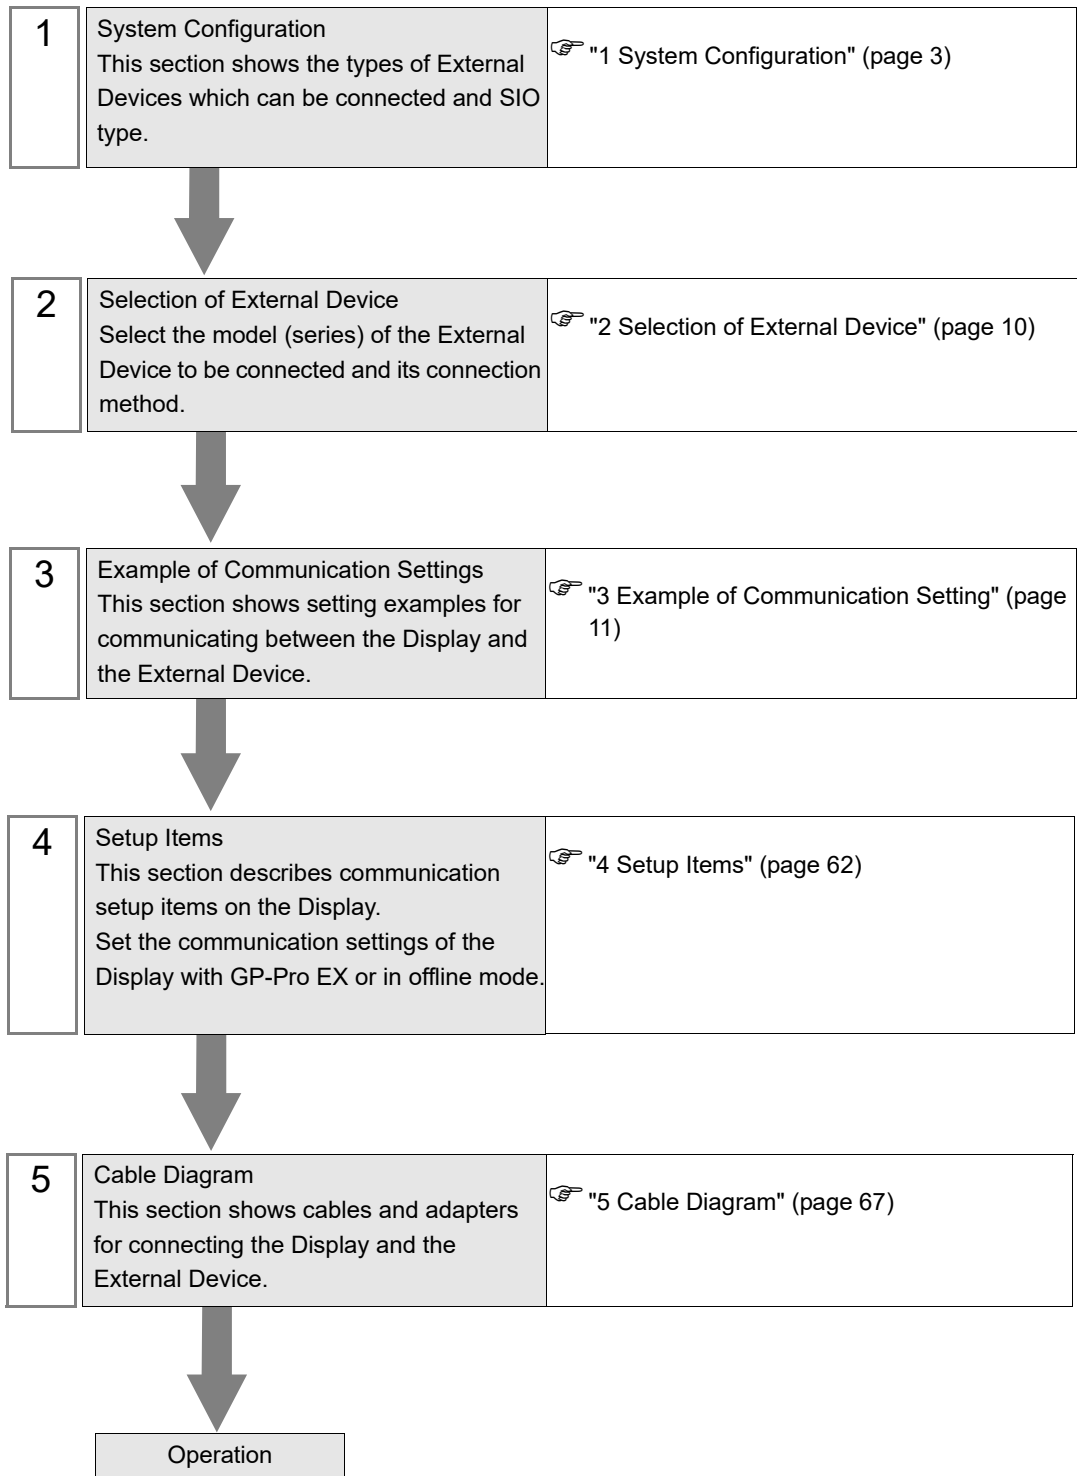 1
System Configuration
This section shows the types of External
Devices which can be connected and SIO
type.
"1 System Configuration" (page 3)
2
Selection of External Device
Select the model (series) of the External
Device to be connected and its connection
method.
"2 Selection of External Device" (page 10)
3
Example of Communication Settings
This section shows setting examples for
communicating between the Display and
the External Device.
"3 Example of Communication Setting" (page
11)
4
Setup Items
This section describes communication
setup items on the Display.
Set the communication settings of the
Display with GP-Pro EX or in offline mode.
"4 Setup Items" (page 62)
5
Cable Diagram
This section shows cables and adapters
for connecting the Display and the
External Device.
"5 Cable Diagram" (page 67)
Operation